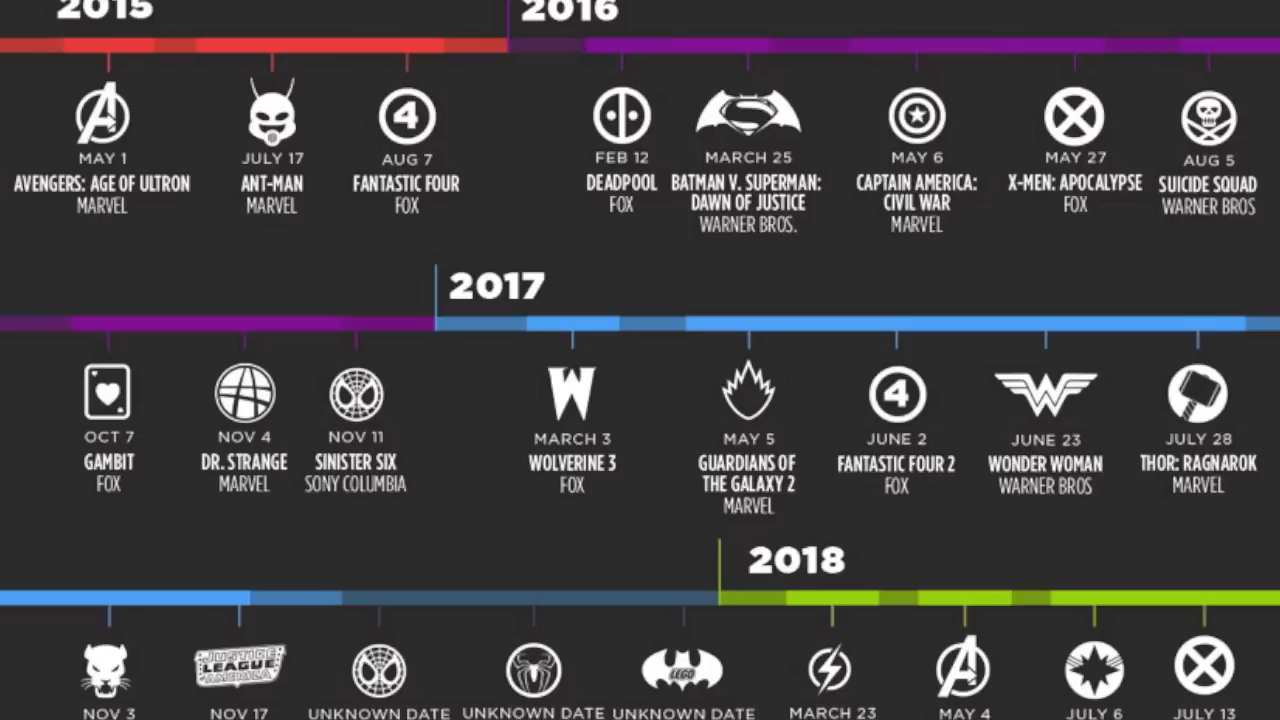 2015
2016
MAY 1
AVENGERS: AGE OF ULTRON
MARVEL
JULY 17
ANT-MAN
MARVEL
4
AUG 7
FANTASTIC FOUR
FOX
FEB 12
DEADPOOL
FOX
MARCH 25
BATMAN V. SUPERMAN:
DAWN OF JUSTICE
WARNER BROS.
MAY 6
CAPTAIN AMERICA:
CIVIL WAR
MARVEL
MAY 27
X-MEN: APOCALYPSE
FOX
AUG 5
SUICIDE SQUAD
WARNER BROS
2017
OCT 7
GAMBIT
FOX
NOV 4
DR. STRANGE
MARVEL
NOV 11
SINISTER SIX
SONY COLUMBIA
W
MARCH 3
WOLVERINE 3
FOX
MAY 5
GUARDIANS OF
THE GALAXY 2
MARVEL
4
JUNE 2
FANTASTIC FOUR 2
FOX
JUNE 23
WONDER WOMAN
WARNER BROS
JULY 28
THOR: RAGNAROK
MARVEL
2018
NOV 3
JUSTICE
LEAGUE
AMERICA
NOV 17
UNKNOWN DATE
UNKNOWN DATE
LEGO
UNKNOWN DATE
MARCH 23
A
MAY 4
JULY 6
X
JULY 13